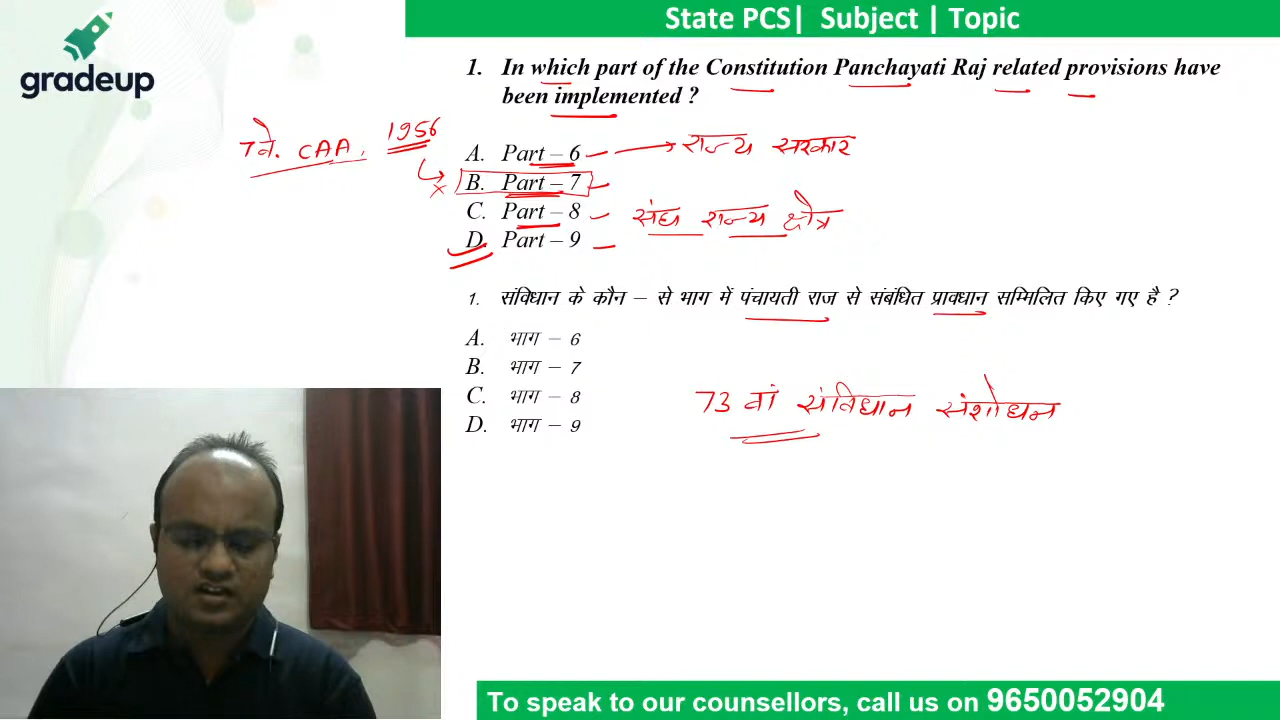 State PCS| Subject | Topic
gradeup
1. In which part of the Constitution Panchayati Raj related provisions have
been implemented ?
7वे. CAA, 1956
A. Part – 6 राज्य सरकार
B. Part – 7
C. Part – 8 संघ राज्य क्षेत्र
D. Part – 9
1. संविधान के कौन – से भाग में पंचायती राज से संबंधित प्रावधान सम्मिलित किए गए है ?
A. भाग – 6
B. भाग – 7
C. भाग – 8
D. भाग – 9
73 वां संविधान संशोधन
To speak to our counsellors, call us on 9650052904